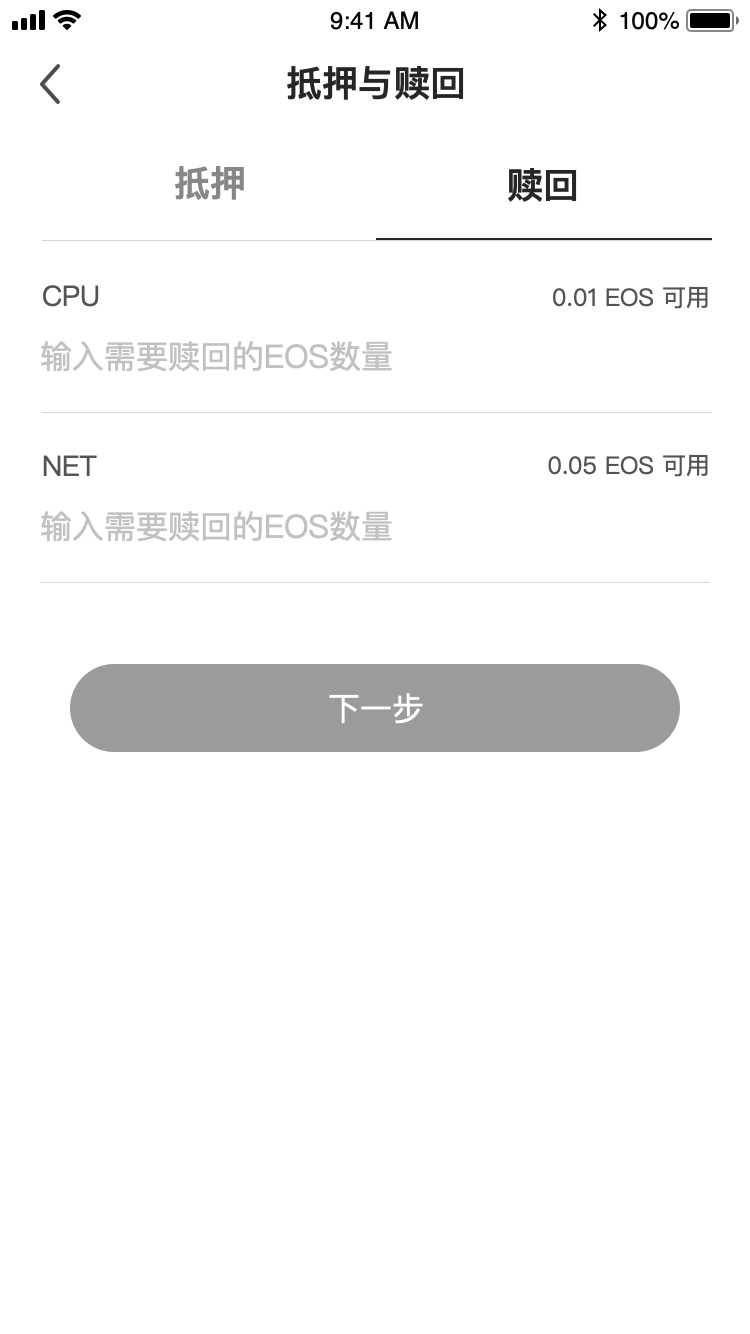 9:41 AM
100%
抵押与赎回
抵押
赎回
CPU
0.01 EOS 可用
输入需要赎回的EOS数量
NET
0.05 EOS 可用
输入需要赎回的EOS数量
下一步